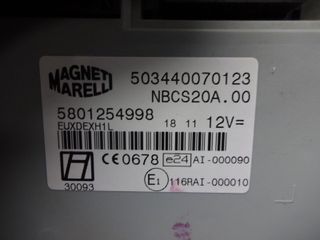 MAGNETI MARELLI
503440070123
NBCS20A.00
5801254998
EUXDEXH1L
18 11 12V=
H
30093
CE0678 e24 AI-000090
E1 116RAI-000010